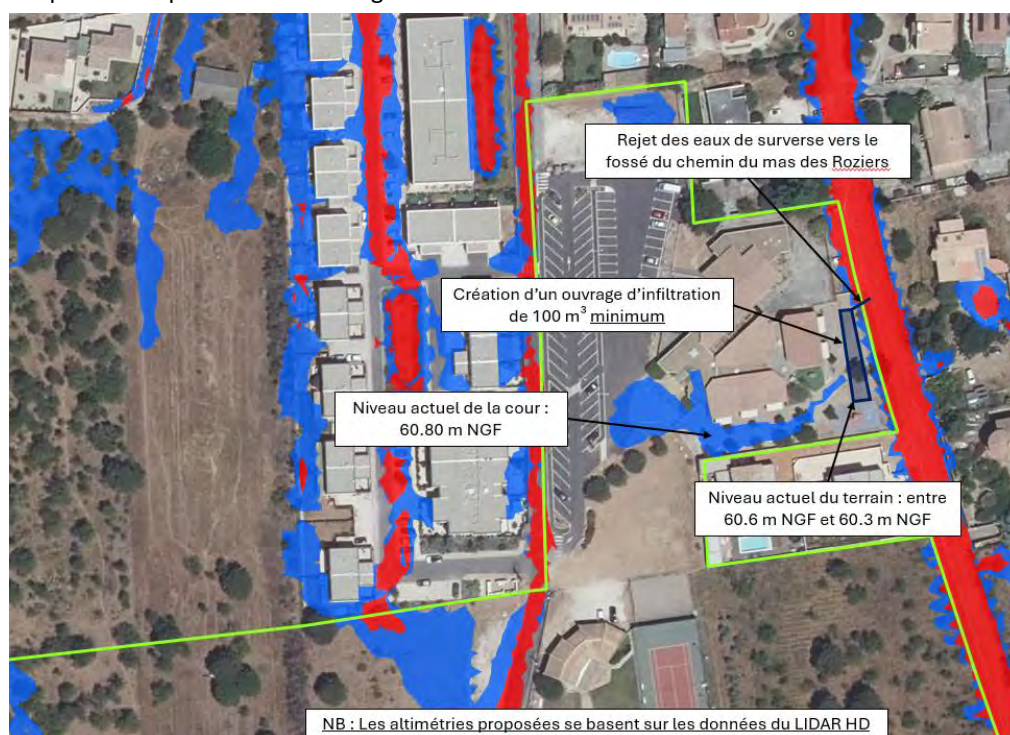 Rejet des eaux de surverse vers le
fossé du chemin du mas des Roziers
Création d'un ouvrage d'infiltration
de 100 m³ minimum
Niveau actuel de la cour :
60.80 m NGF
Niveau actuel du terrain : entre
60.6 m NGF et 60.3 m NGF
NB : Les altimétries proposées se basent sur les données du LIDAR HD